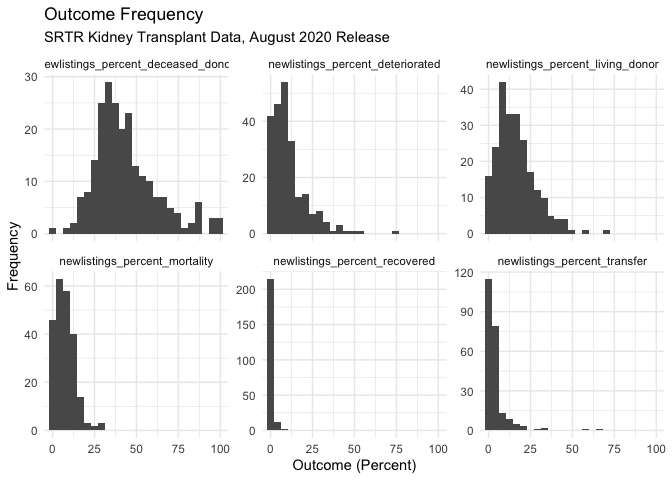 Outcome Frequency
SRTR Kidney Transplant Data, August 2020 Release
ewlistings_percent_deceased_dono
newlistings_percent_deteriorated
newlistings_percent_living_donor
30
20
10
0
40
20
0
40
30
20
10
0
newlistings_percent_mortality
newlistings_percent_recovered
newlistings_percent_transfer
60
40
20
0
200
150
100
50
0
120
90
60
30
0
0 25 50 75 100
0 25 50 75 100
0 25 50 75 100
Frequency
Outcome (Percent)